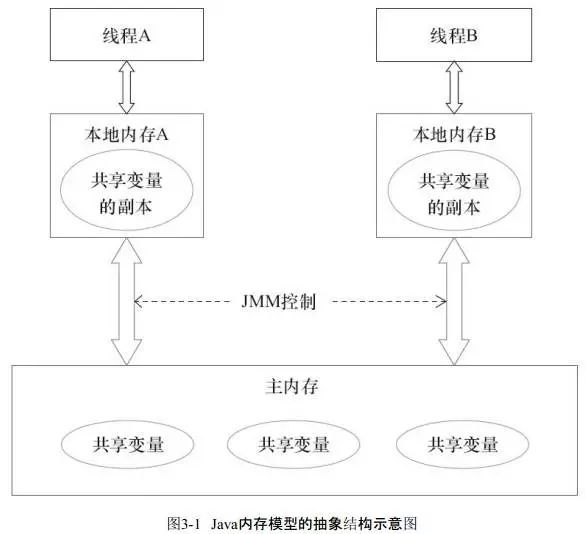 线程A
线程B
本地内存A
本地内存B
共享变量
的副本
共享变量
的副本
JMM控制
主内存
共享变量
共享变量
共享变量
图3-1 Java内存模型的抽象结构示意图